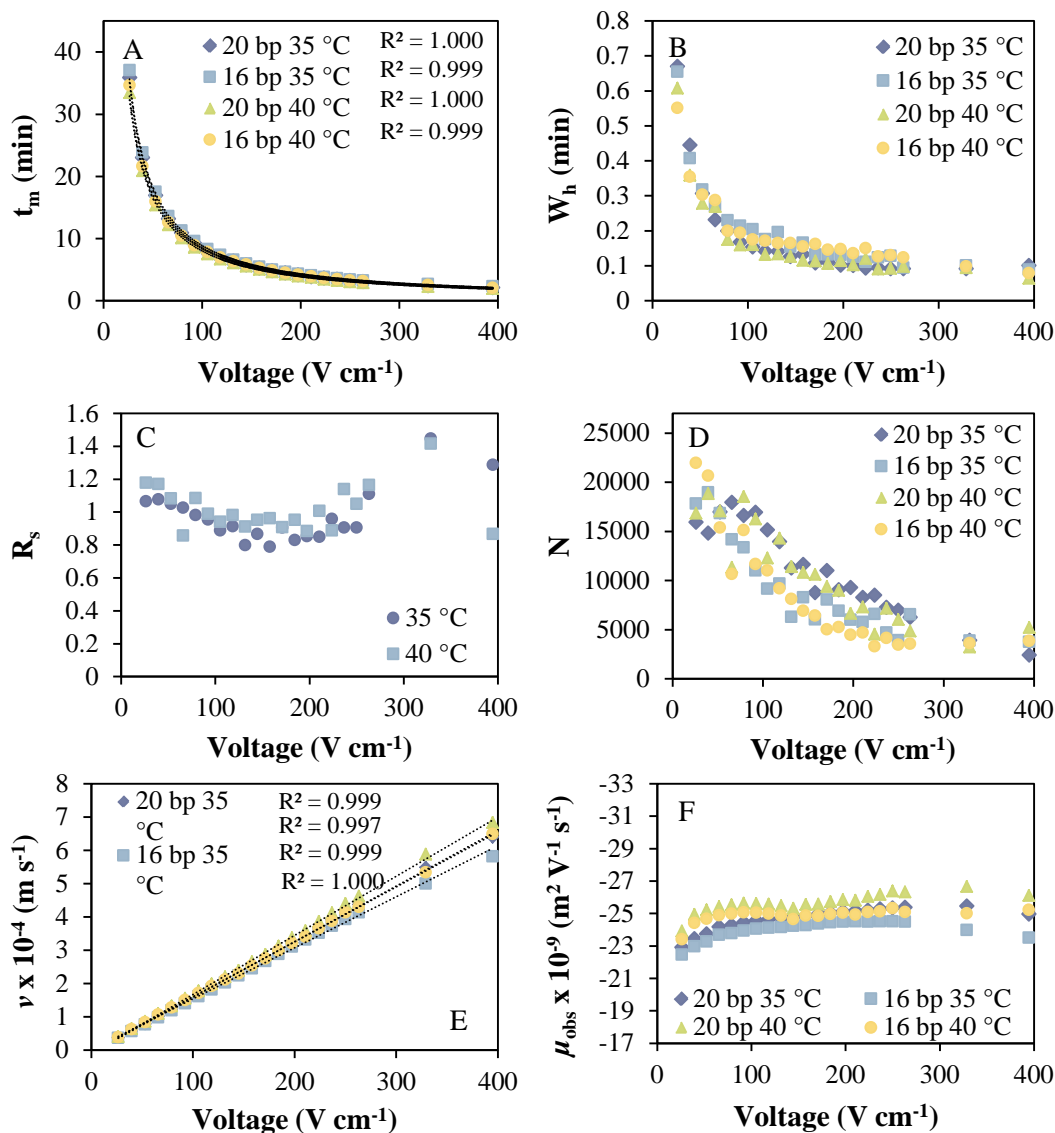 A
20 bp 35 °C R² = 1.000
16 bp 35 °C R² = 0.999
20 bp 40 °C R² = 1.000
16 bp 40 °C R² = 0.999
40
30
20
10
0
t_m (min)
0 100 200 300 400
Voltage (V cm⁻¹)
B
20 bp 35 °C
16 bp 35 °C
20 bp 40 °C
16 bp 40 °C
0.8
0.7
0.6
0.5
0.4
0.3
0.2
0.1
0
W_h (min)
0 100 200 300 400
Voltage (V cm⁻¹)
C
1.6
1.4
1.2
1
0.8
0.6
0.4
0.2
0
R_s
35 °C
40 °C
0 100 200 300 400
Voltage (V cm⁻¹)
D
20 bp 35 °C
16 bp 35 °C
20 bp 40 °C
16 bp 40 °C
25000
20000
15000
10000
5000
0
N
0 100 200 300 400
Voltage (V cm⁻¹)
20 bp 35 °C
16 bp 35 °C
R² = 0.999
R² = 0.997
R² = 0.999
R² = 1.000
8
7
6
5
4
3
2
1
0
v x 10⁻⁴ (m s⁻¹)
E
0 100 200 300 400
Voltage (V cm⁻¹)
F
-33
-31
-29
-27
-25
-23
-21
-19
-17
μ_obs x 10⁻⁹ (m² V⁻¹ s⁻¹)
20 bp 35 °C 16 bp 35 °C
20 bp 40 °C 16 bp 40 °C
0 100 200 300 400
Voltage (V cm⁻¹)